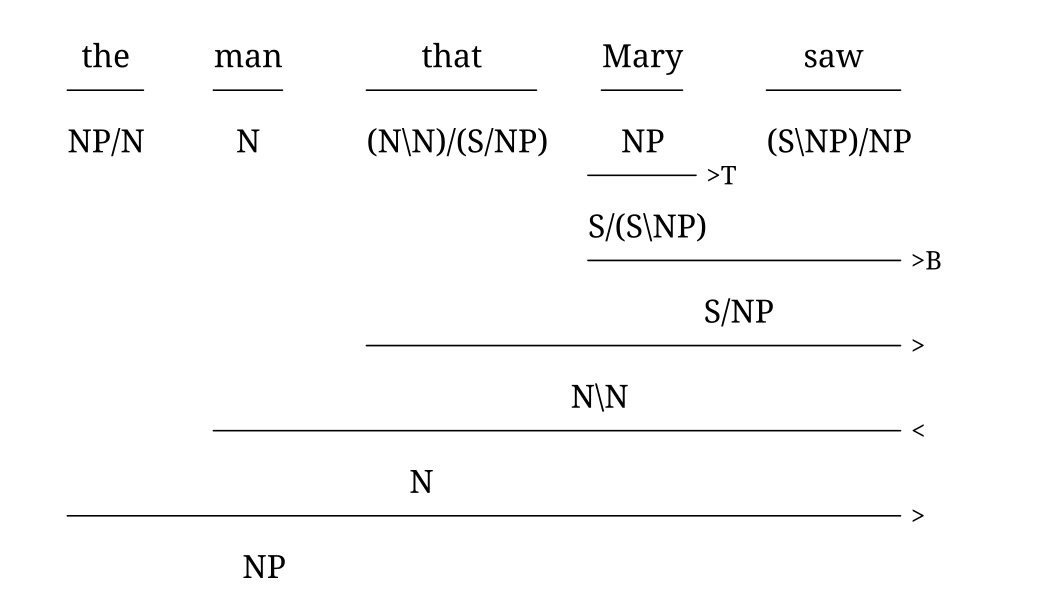 the man that Mary saw
NP/N N (N\N)/(S/NP) NP (S\NP)/NP
>T
S/(S\NP)
>B
S/NP
>
N\N
<
N
>
NP